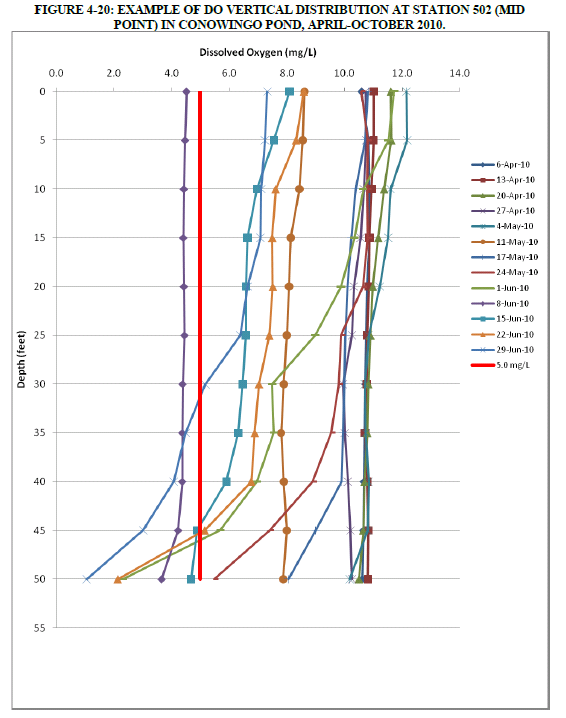 FIGURE 4-20: EXAMPLE OF DO VERTICAL DISTRIBUTION AT STATION 502 (MID
POINT) IN CONOWINGO POND, APRIL-OCTOBER 2010.
Dissolved Oxygen (mg/L)
0.0 2.0 4.0 6.0 8.0 10.0 12.0 14.0
0
5
10
15
20
25
30
35
40
45
50
55
Depth (feet)
6-Apr-10
13-Apr-10
20-Apr-10
27-Apr-10
4-May-10
11-May-10
17-May-10
24-May-10
1-Jun-10
8-Jun-10
15-Jun-10
22-Jun-10
29-Jun-10
5.0 mg/L